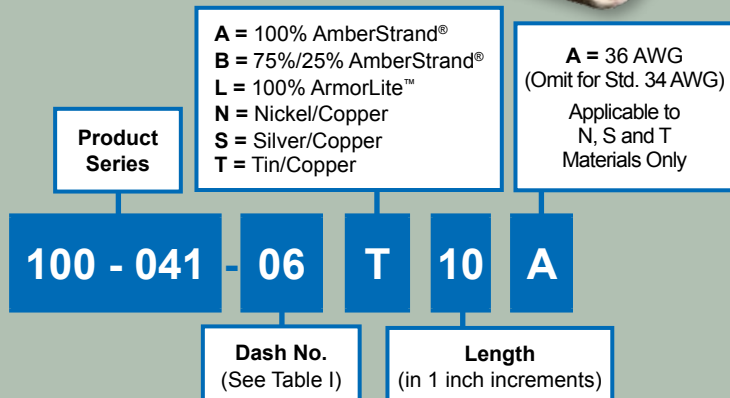 A = 100% AmberStrand®
B = 75%/25% AmberStrand®
L = 100% ArmorLite™
N = Nickel/Copper
S = Silver/Copper
T = Tin/Copper
A = 36 AWG
(Omit for Std. 34 AWG)
Applicable to
N, S and T
Materials Only
Product
Series
100 - 041 - 06 T 10 A
Dash No.
(See Table I)
Length
(in 1 inch increments)